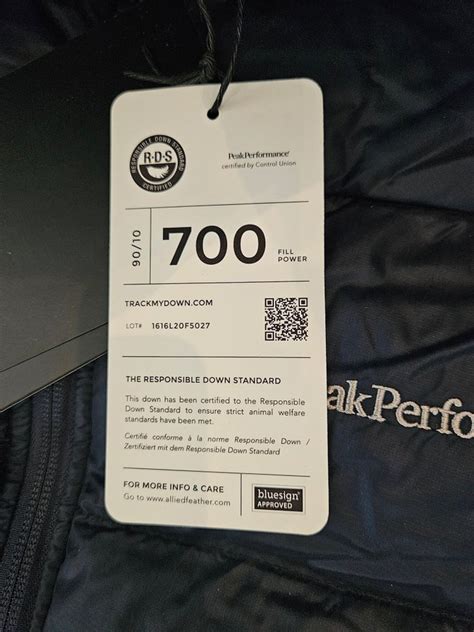 RESPONSIBLE DOWN STANDARD
R·D·S
CERTIFIED
PeakPerformance®
certified by Control Union
90/10
700
FILL
POWER
TRACKMYDOWN.COM
LOT# 1616L20F5027
THE RESPONSIBLE DOWN STANDARD
This down has been certified to the Responsible
Down Standard to ensure strict animal welfare
standards have been met.
Certifié conforme à la norme Responsible Down /
Zertifiziert mit dem Responsible Down Standard
FOR MORE INFO & CARE
Go to www.alliedfeather.com
bluesign®
APPROVED
akPerfo